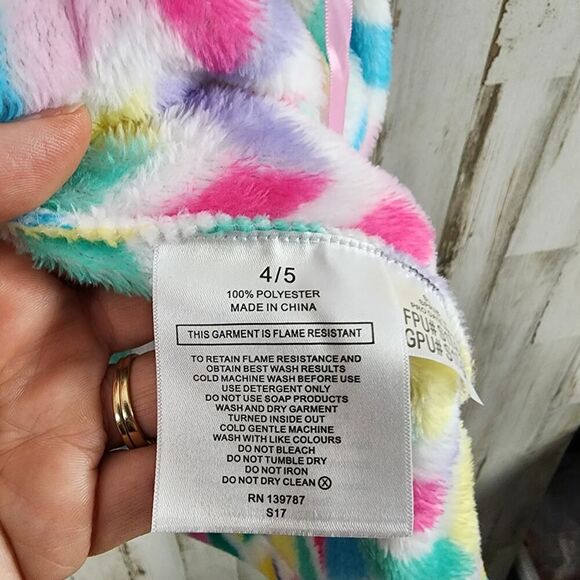 4/5
100% POLYESTER
MADE IN CHINA
THIS GARMENT IS FLAME RESISTANT
TO RETAIN FLAME RESISTANCE AND
OBTAIN BEST WASH RESULTS
COLD MACHINE WASH BEFORE USE
USE DETERGENT ONLY
DO NOT USE SOAP PRODUCTS
WASH AND DRY GARMENT
TURNED INSIDE OUT
COLD GENTLE MACHINE
WASH WITH LIKE COLOURS
DO NOT BLEACH
DO NOT TUMBLE DRY
DO NOT IRON
DO NOT DRY CLEAN Ⓧ
RN 139787
S17
FPU#
GPU#